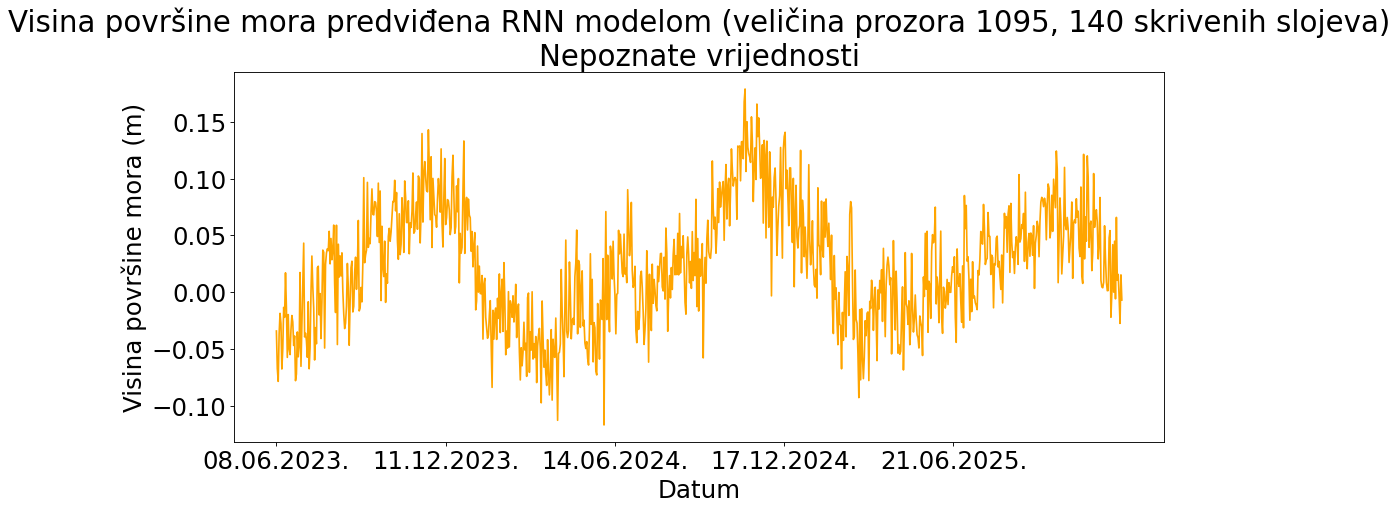 Visina površine mora predviđena RNN modelom (veličina prozora 1095, 140 skrivenih slojeva)
Nepoznate vrijednosti
Visina površine mora (m)
0.15
0.10
0.05
0.00
−0.05
−0.10
08.06.2023. 11.12.2023. 14.06.2024. 17.12.2024. 21.06.2025.
Datum